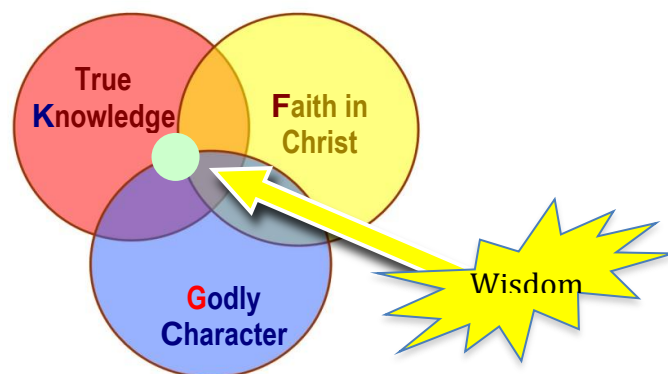 True
Knowledge
Faith in
Christ
Wisdom
Godly
Character